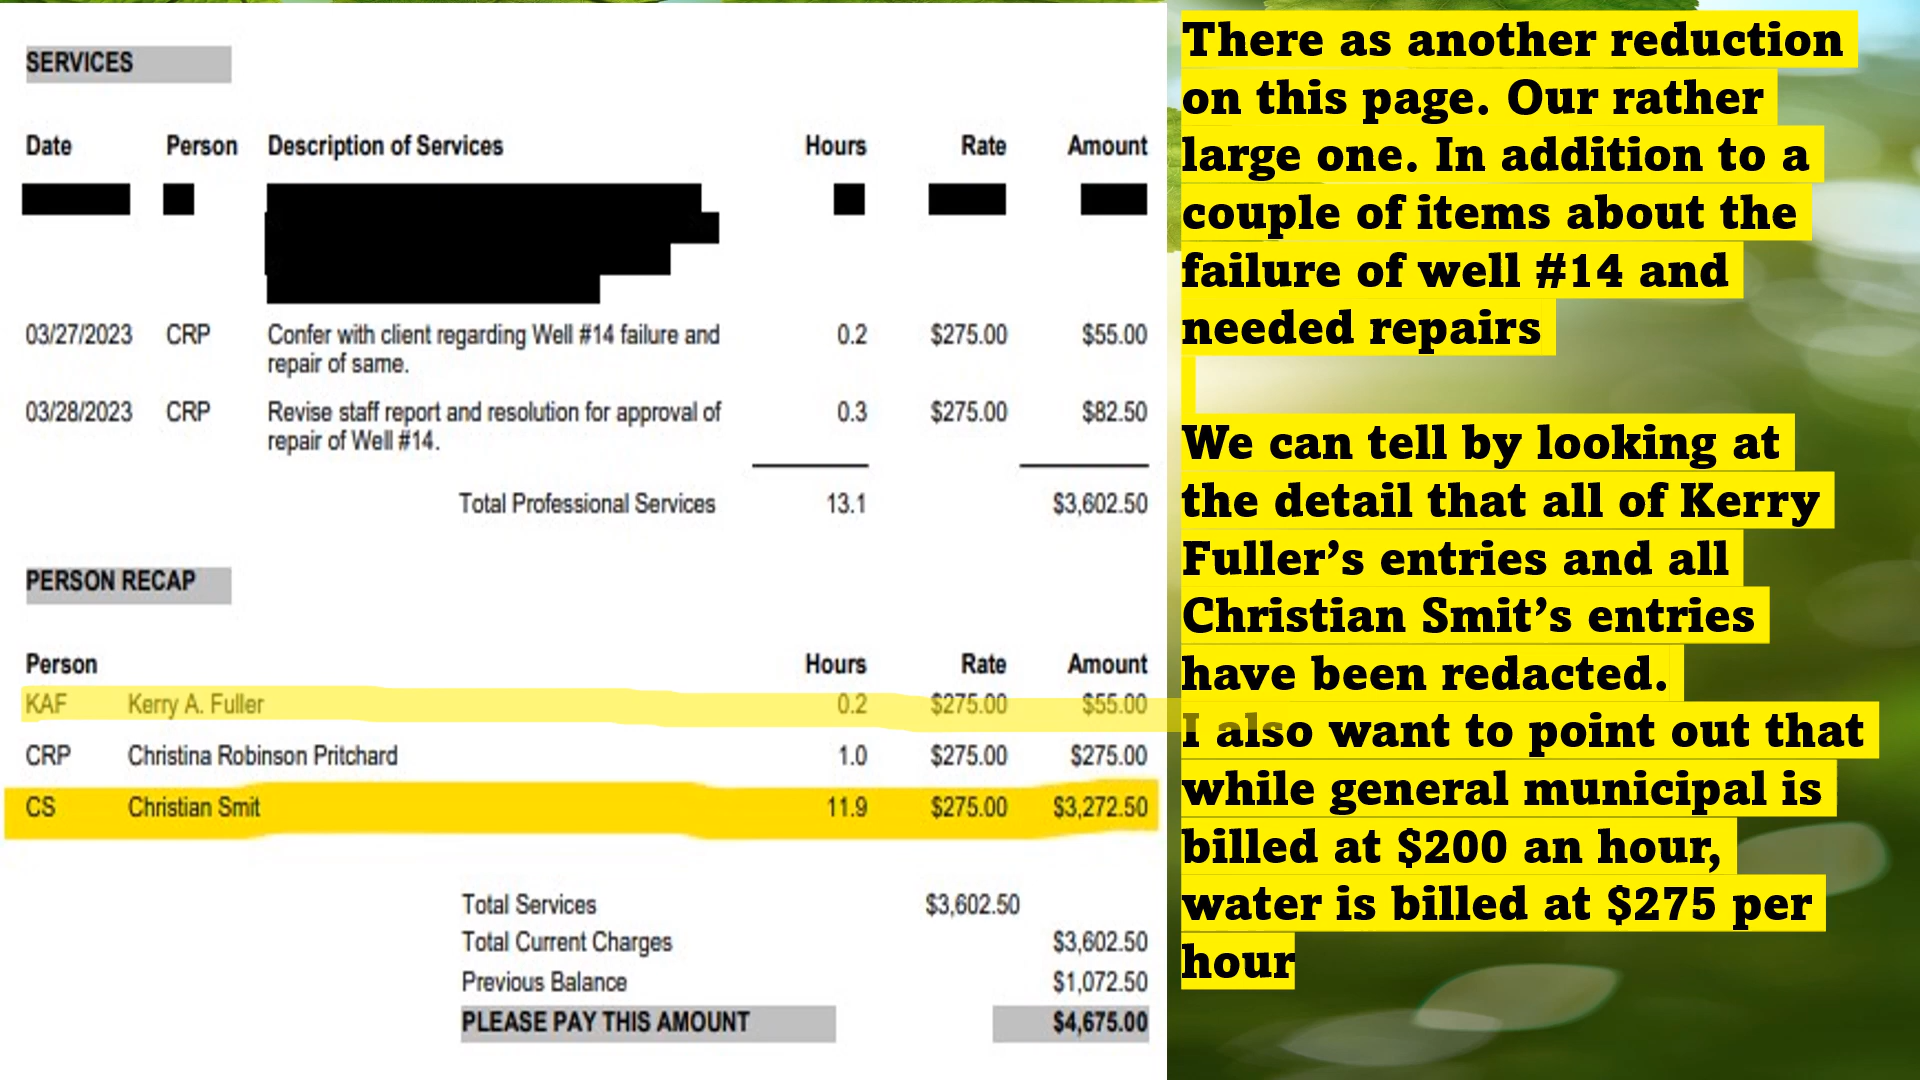 SERVICES
Date Person Description of Services Hours Rate Amount
03/27/2023 CRP Confer with client regarding Well #14 failure and 0.2 $275.00 $55.00
repair of same.
03/28/2023 CRP Revise staff report and resolution for approval of 0.3 $275.00 $82.50
repair of Well #14.
Total Professional Services 13.1 $3,602.50
PERSON RECAP
Person Hours Rate Amount
KAF Kerry A. Fuller 0.2 $275.00 $55.00
CRP Christina Robinson Pritchard 1.0 $275.00 $275.00
CS Christian Smit 11.9 $275.00 $3,272.50
Total Services $3,602.50
Total Current Charges $3,602.50
Previous Balance $1,072.50
PLEASE PAY THIS AMOUNT $4,675.00
There as another reduction
on this page. Our rather
large one. In addition to a
couple of items about the
failure of well #14 and
needed repairs
We can tell by looking at
the detail that all of Kerry
Fuller’s entries and all
Christian Smit’s entries
have been redacted.
I also want to point out that
while general municipal is
billed at $200 an hour,
water is billed at $275 per
hour